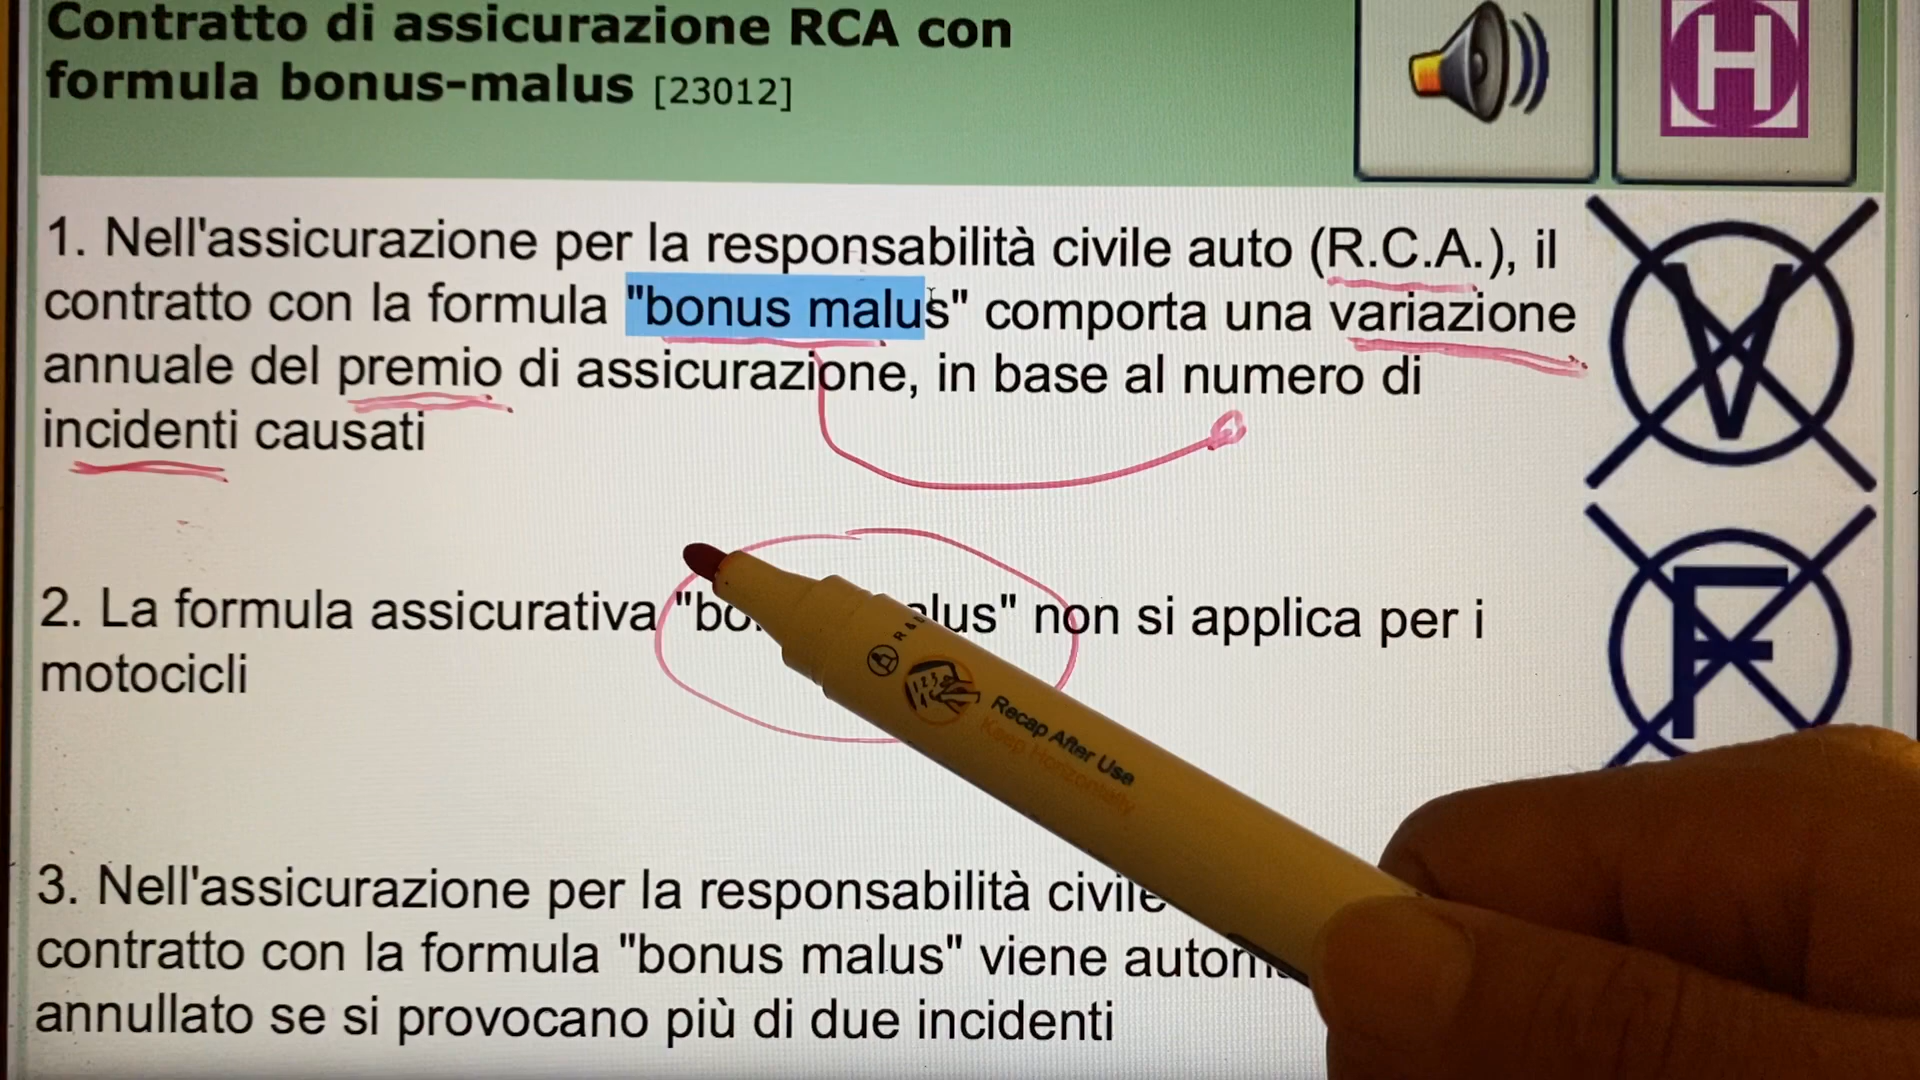 Contratto di assicurazione RCA con
formula bonus-malus [23012]
H
1. Nell'assicurazione per la responsabilità civile auto (R.C.A.), il
contratto con la formula "bonus malus" comporta una variazione
annuale del premio di assicurazione, in base al numero di
incidenti causati
V
2. La formula assicurativa non si applica per i
motocicli
F
Recap After Use
Keep Horizontally
3. Nell'assicurazione per la responsabilità civile
contratto con la formula "bonus malus" viene
annullato se si provocano più di due incidenti